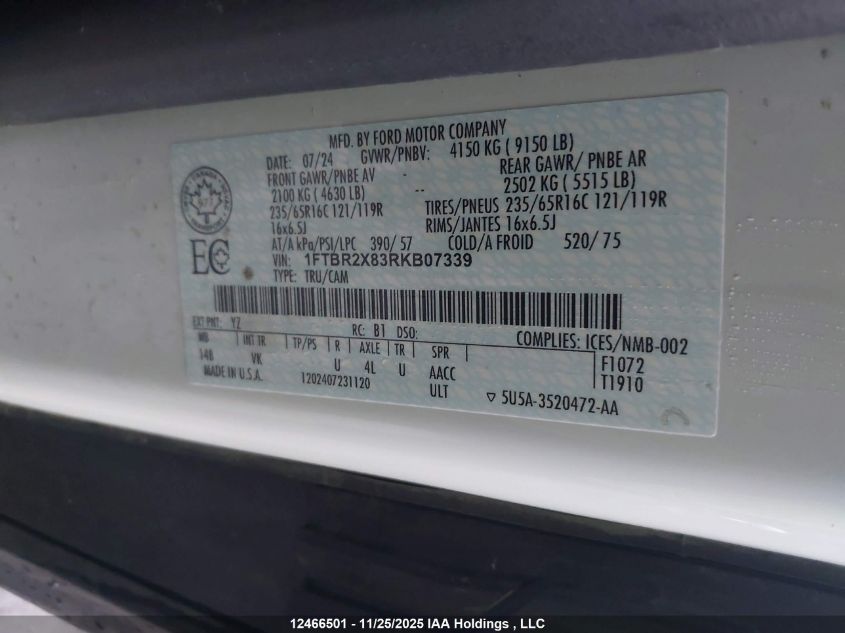 MFD. BY FORD MOTOR COMPANY
DATE: 07/24 GVWR/PNBV: 4150 KG ( 9150 LB)
FRONT GAWR/PNBE AV REAR GAWR/ PNBE AR
2100 KG ( 4630 LB) -- 2502 KG ( 5515 LB)
235/65R16C 121/119R TIRES/PNEUS 235/65R16C 121/119R
16x6.5J RIMS/JANTES 16x6.5J
AT/A kPa/PSI/LPC 390/ 57 COLD/A FROID 520/ 75
VIN: 1FTBR2X83RKB07339
TYPE: TRU/CAM
EC
EXT PNT: YZ RC: B1 DSO: COMPLIES: ICES/NMB-002
WB INT TR TP/PS R AXLE TR SPR F1072
148 VK U 4L U AACC T1910
MADE IN U.S.A. 1202407231120 ULT 5U5A-3520472-AA
12466501 - 11/25/2025 IAA Holdings , LLC